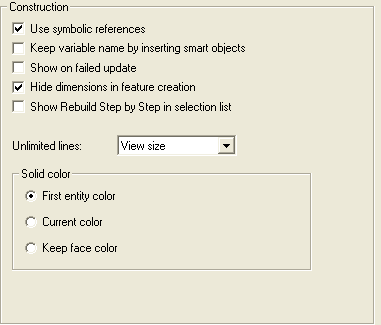 Construction
Use symbolic references
Keep variable name by inserting smart objects
Show on failed update
Hide dimensions in feature creation
Show Rebuild Step by Step in selection list
Unlimited lines: View size
Solid color
First entity color
Current color
Keep face color